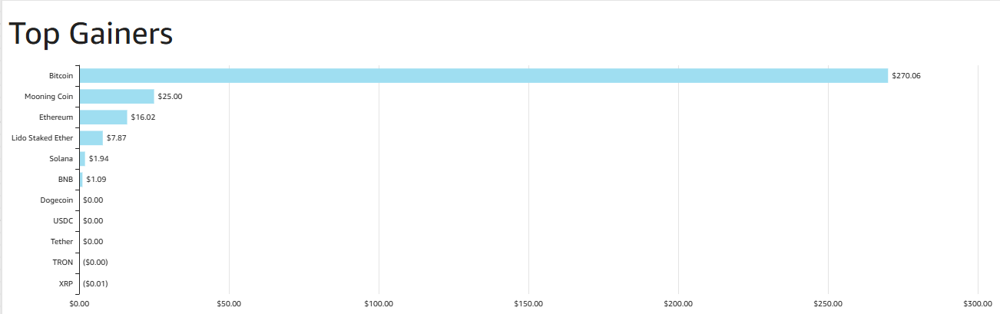 Top Gainers
Bitcoin $270.06
Mooning Coin $25.00
Ethereum $16.02
Lido Staked Ether $7.87
Solana $1.94
BNB $1.09
Dogecoin $0.00
USDC $0.00
Tether $0.00
TRON ($0.00)
XRP ($0.01)
$0.00 $50.00 $100.00 $150.00 $200.00 $250.00 $300.00